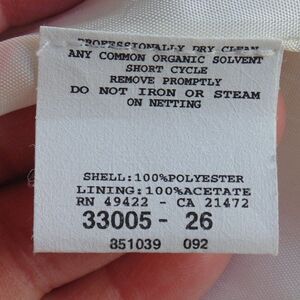 PROFESSIONALLY DRY CLEAN
ANY COMMON ORGANIC SOLVENT
SHORT CYCLE
REMOVE PROMPTLY
DO NOT IRON OR STEAM
ON NETTING
SHELL:100%POLYESTER
LINING:100%ACETATE
RN 49422 - CA 21472
33005 - 26
851039 092